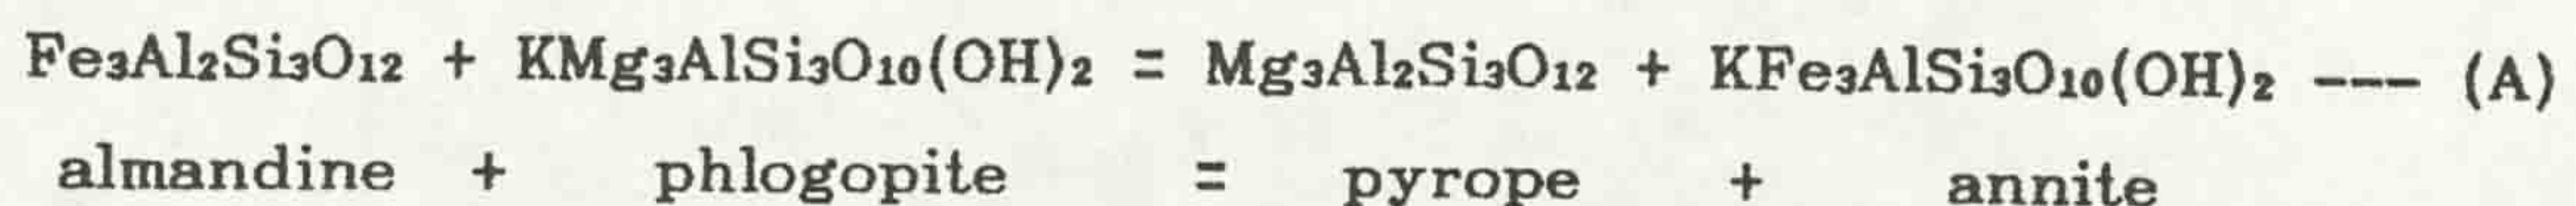 Fe₃Al₂Si₃O₁₂ + KMg₃AlSi₃O₁₀(OH)₂ = Mg₃Al₂Si₃O₁₂ + KFe₃AlSi₃O₁₀(OH)₂ --- (A)
almandine + phlogopite = pyrope + annite